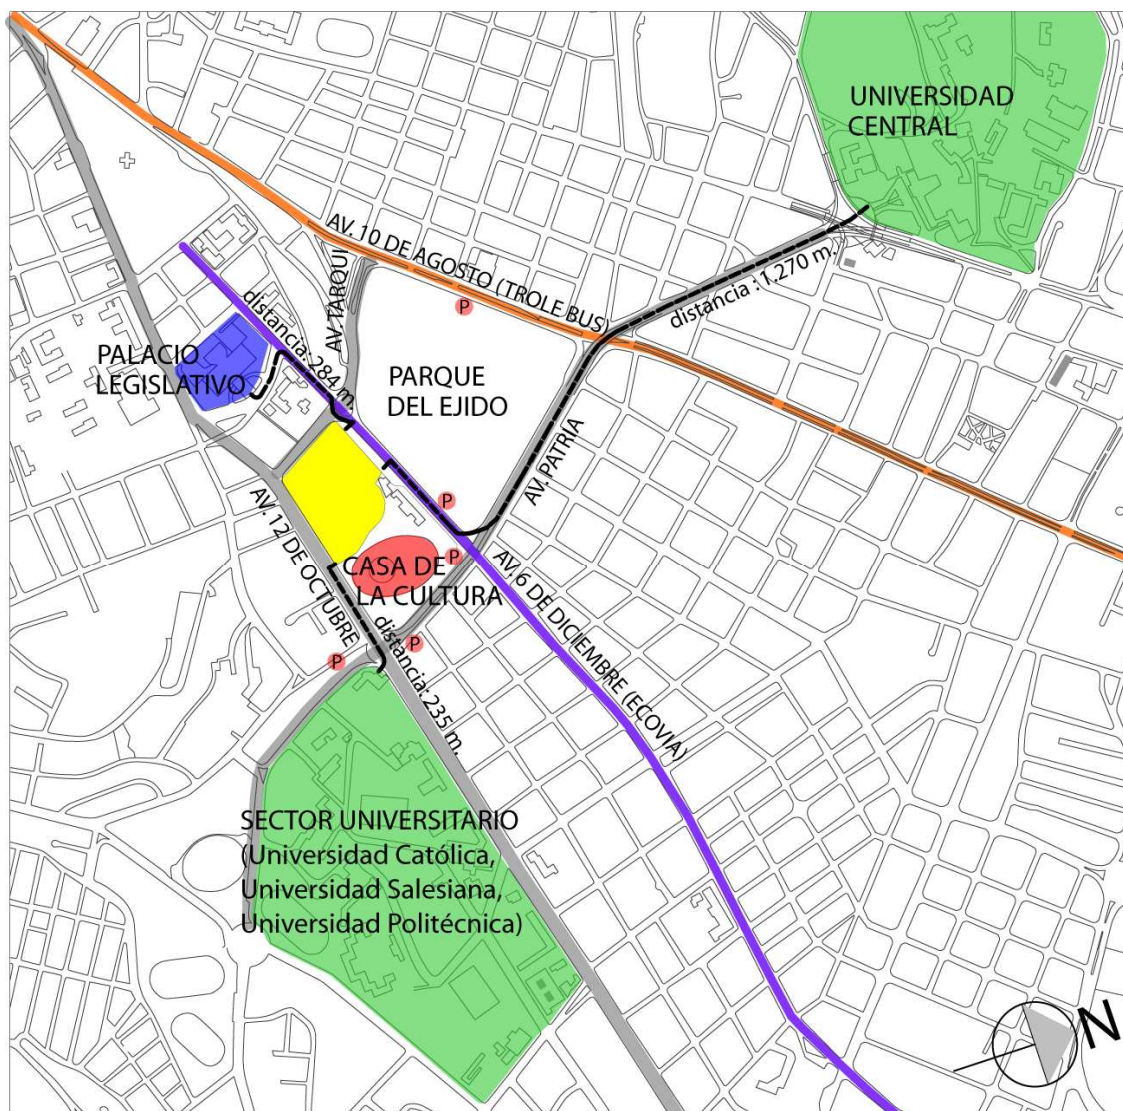 UNIVERSIDAD
CENTRAL
AV. 10 DE AGOSTO (TROLE BUS)
AV TARQUI
distancia : 1.270 m.
P
distancia: 284 m.
PALACIO
LEGISLATIVO
PARQUE
DEL EJIDO
AV. PATRIA
P
AV. 12 DE OCTUBRE
P
CASA DE
LA CULTURA
AV. 6 DE DICIEMBRE (ECOVIA)
distancia: 235 m.
P
P
SECTOR UNIVERSITARIO
(Universidad Católica,
Universidad Salesiana,
Universidad Politécnica)
N